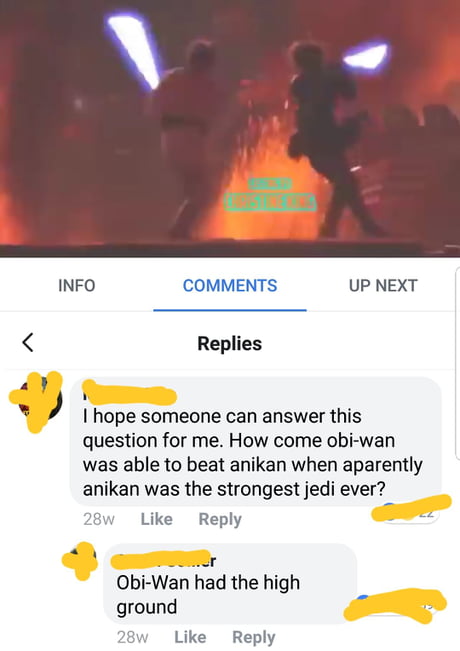 INFO
COMMENTS
UP NEXT
Replies
I hope someone can answer this
question for me. How come obi-wan
was able to beat anikan when aparently
anikan was the strongest jedi ever?
28w Like Reply
Obi-Wan had the high
ground
28w Like Reply